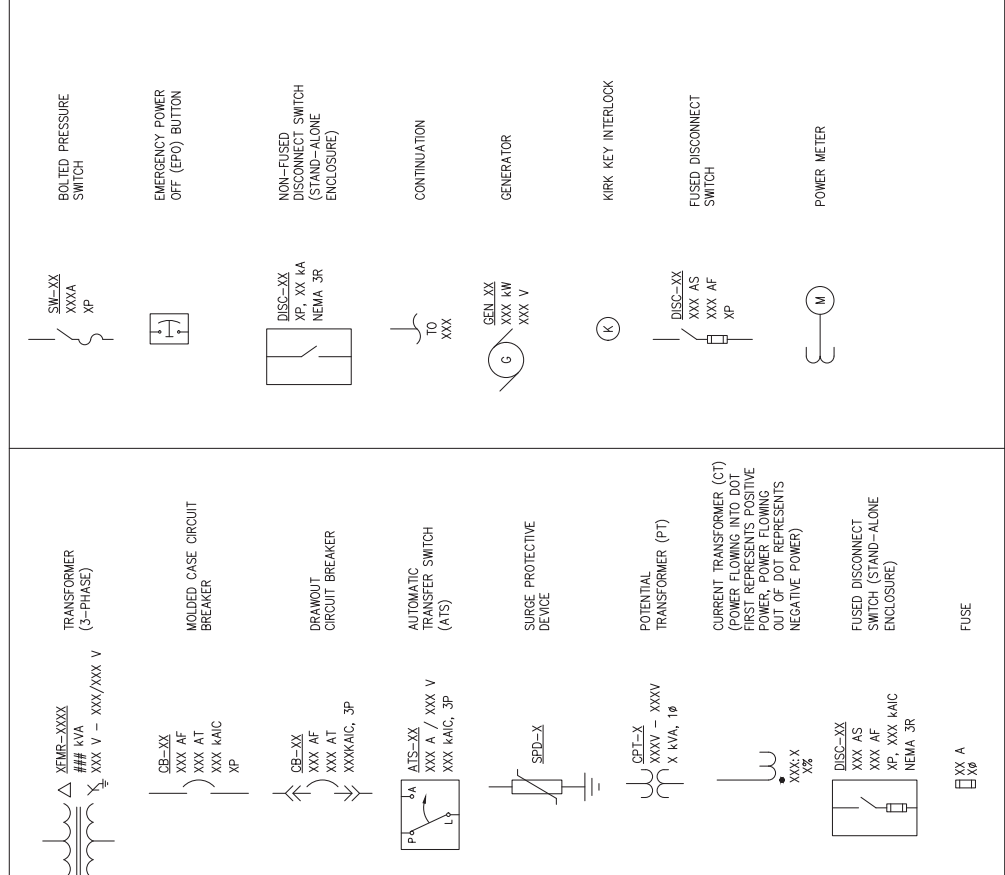 XFMR-XXXX
### kVA
XXX V - XXX/XXX V
TRANSFORMER
(3-PHASE)
CB-XX
XXX AF
XXX AT
XXX kAIC
XP
MOLDED CASE CIRCUIT
BREAKER
CB-XX
XXX AF
XXX AT
XXXKAIC, 3P
DRAWOUT
CIRCUIT BREAKER
P
A
L
ATS-XX
XXX A / XXX V
XXX kAIC, 3P
AUTOMATIC
TRANSFER SWITCH
(ATS)
SPD-X
SURGE PROTECTIVE
DEVICE
CPT-X
XXXV - XXXV
X kVA, 1ø
POTENTIAL
TRANSFORMER (PT)
XXX:X
X%
CURRENT TRANSFORMER (CT)
(POWER FLOWING INTO DOT
FIRST REPRESENTS POSITIVE
POWER, POWER FLOWING
OUT OF DOT REPRESENTS
NEGATIVE POWER)
DISC-XX
XXX AS
XXX AF
XP, XXX kAIC
NEMA 3R
FUSED DISCONNECT
SWITCH (STAND-ALONE
ENCLOSURE)
XX A
Xø
FUSE
SW-XX
XXXA
XP
BOLTED PRESSURE
SWITCH
EMERGENCY POWER
OFF (EPO) BUTTON
DISC-XX
XP, XX kA
NEMA 3R
NON-FUSED
DISCONNECT SWITCH
(STAND-ALONE
ENCLOSURE)
TO
XXX
CONTINUATION
G
GEN XX
XXX kW
XXX V
GENERATOR
K
KIRK KEY INTERLOCK
DISC-XX
XXX AS
XXX AF
XP
FUSED DISCONNECT
SWITCH
M
POWER METER